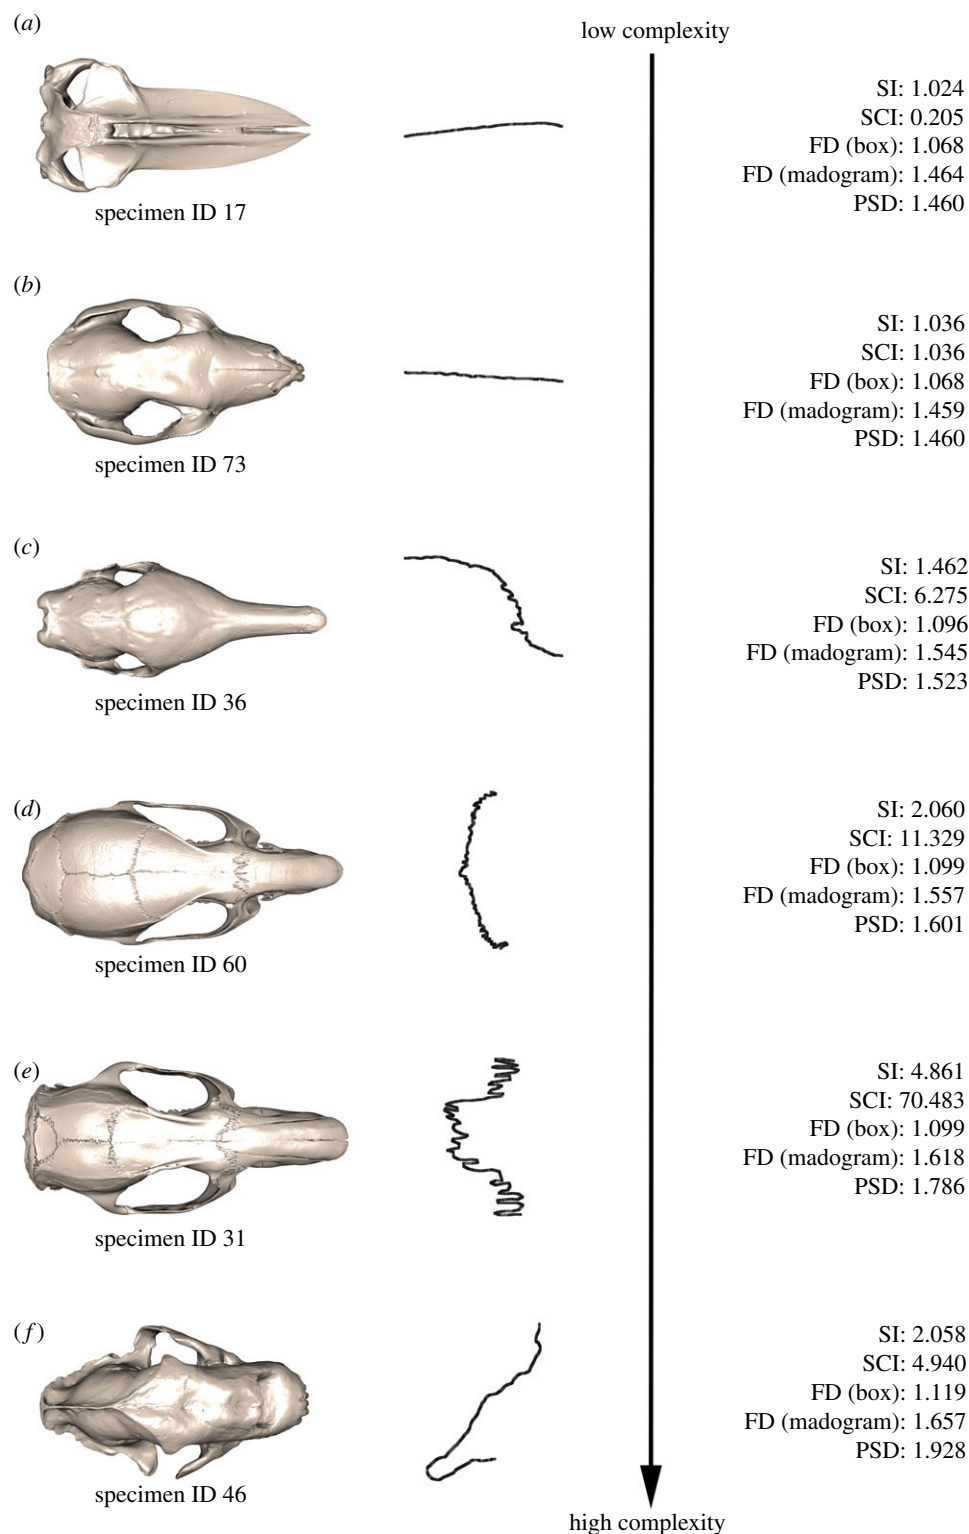 (a)
low complexity
SI: 1.024
SCI: 0.205
FD (box): 1.068
FD (madogram): 1.464
PSD: 1.460
specimen ID 17
(b)
SI: 1.036
SCI: 1.036
FD (box): 1.068
FD (madogram): 1.459
PSD: 1.460
specimen ID 73
(c)
SI: 1.462
SCI: 6.275
FD (box): 1.096
FD (madogram): 1.545
PSD: 1.523
specimen ID 36
(d)
SI: 2.060
SCI: 11.329
FD (box): 1.099
FD (madogram): 1.557
PSD: 1.601
specimen ID 60
(e)
SI: 4.861
SCI: 70.483
FD (box): 1.099
FD (madogram): 1.618
PSD: 1.786
specimen ID 31
(f)
SI: 2.058
SCI: 4.940
FD (box): 1.119
FD (madogram): 1.657
PSD: 1.928
specimen ID 46
high complexity